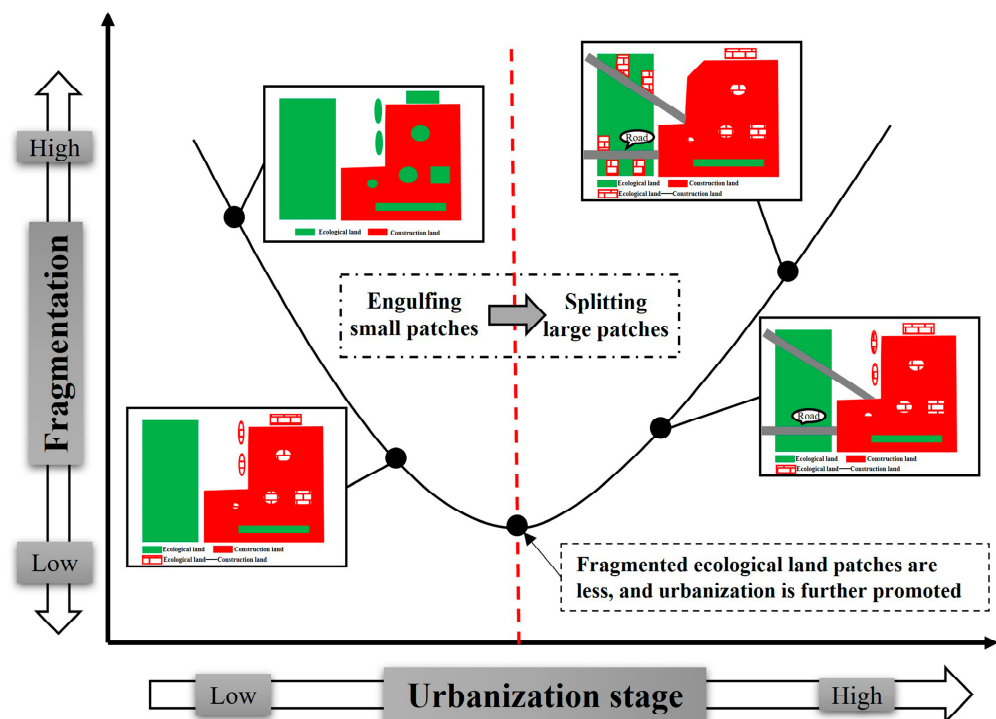 High
Fragmentation
Low
Ecological land Construction land
Road
Ecological land Construction land
Ecological land—Construction land
Engulfing
small patches
Splitting
large patches
Ecological land Construction land
Ecological land—Construction land
Road
Ecological land Construction land
Ecological land—Construction land
Fragmented ecological land patches are
less, and urbanization is further promoted
Low
Urbanization stage
High